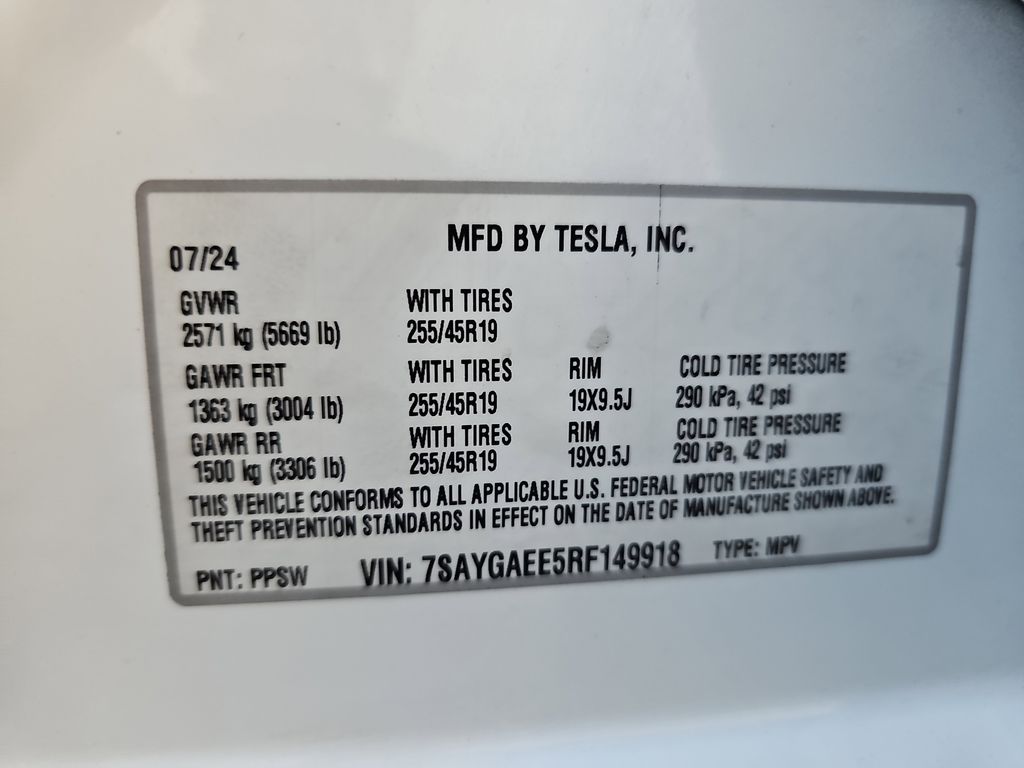 MFD BY TESLA, INC.
07/24
GVWR WITH TIRES
2571 kg (5669 lb) 255/45R19
GAWR FRT WITH TIRES RIM COLD TIRE PRESSURE
1363 kg (3004 lb) 255/45R19 19X9.5J 290 kPa, 42 psi
GAWR RR WITH TIRES RIM COLD TIRE PRESSURE
1500 kg (3306 lb) 255/45R19 19X9.5J 290 kPa, 42 psi
THIS VEHICLE CONFORMS TO ALL APPLICABLE U.S. FEDERAL MOTOR VEHICLE SAFETY AND
THEFT PREVENTION STANDARDS IN EFFECT ON THE DATE OF MANUFACTURE SHOWN ABOVE.
PNT: PPSW VIN: 7SAYGAEE5RF149918 TYPE: MPV